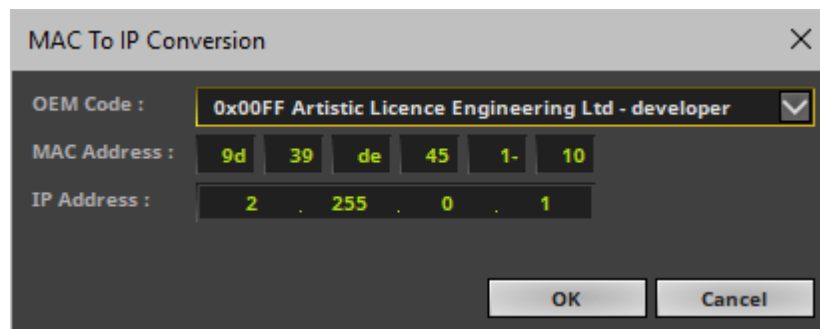 MAC To IP Conversion
OEM Code : 0x00FF Artistic Licence Engineering Ltd - developer
MAC Address : 9d 39 de 45 1- 10
IP Address : 2 . 255 . 0 . 1
OK Cancel